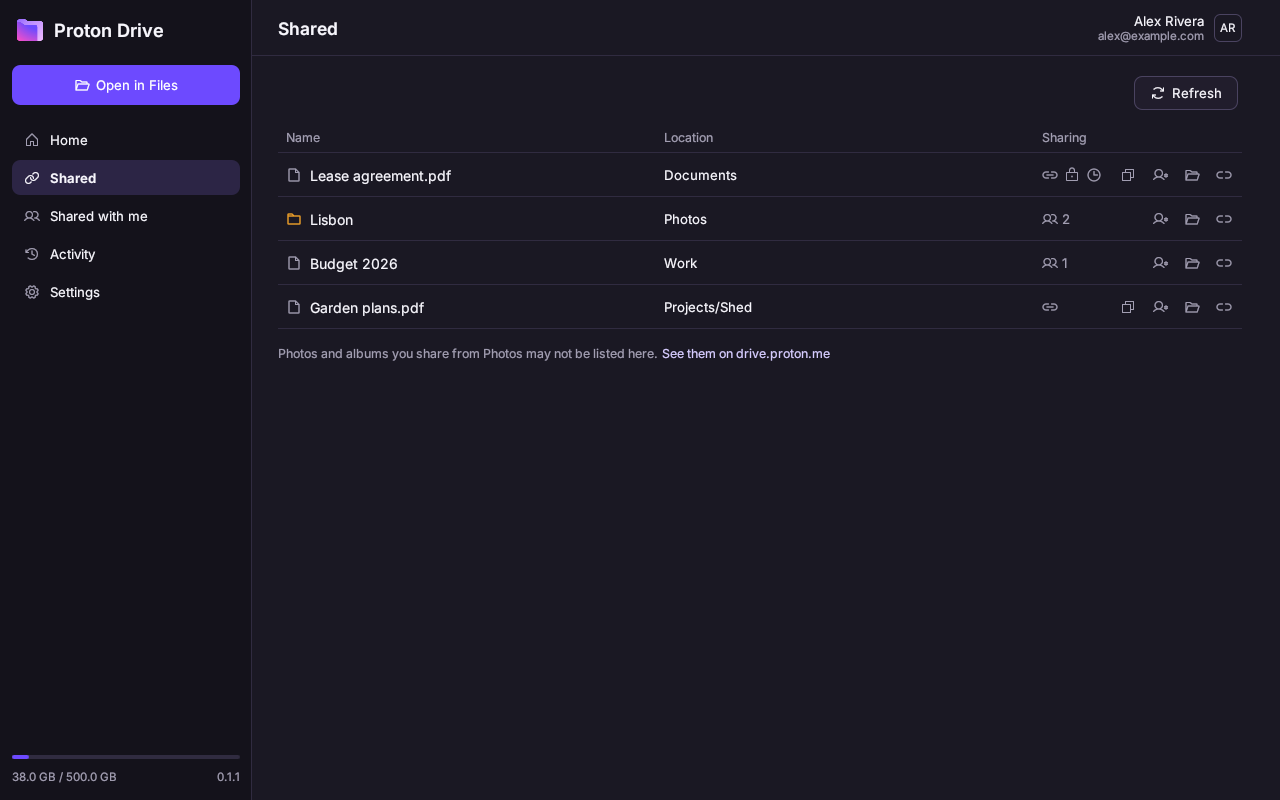 Proton Drive
Open in Files
Home
Shared
Shared with me
Activity
Settings
38.0 GB / 500.0 GB
0.1.1
Shared
Alex Rivera
alex@example.com
AR
Refresh
Name Location Sharing
Lease agreement.pdf Documents
Lisbon Photos 2
Budget 2026 Work 1
Garden plans.pdf Projects/Shed
Photos and albums you share from Photos may not be listed here. See them on drive.proton.me